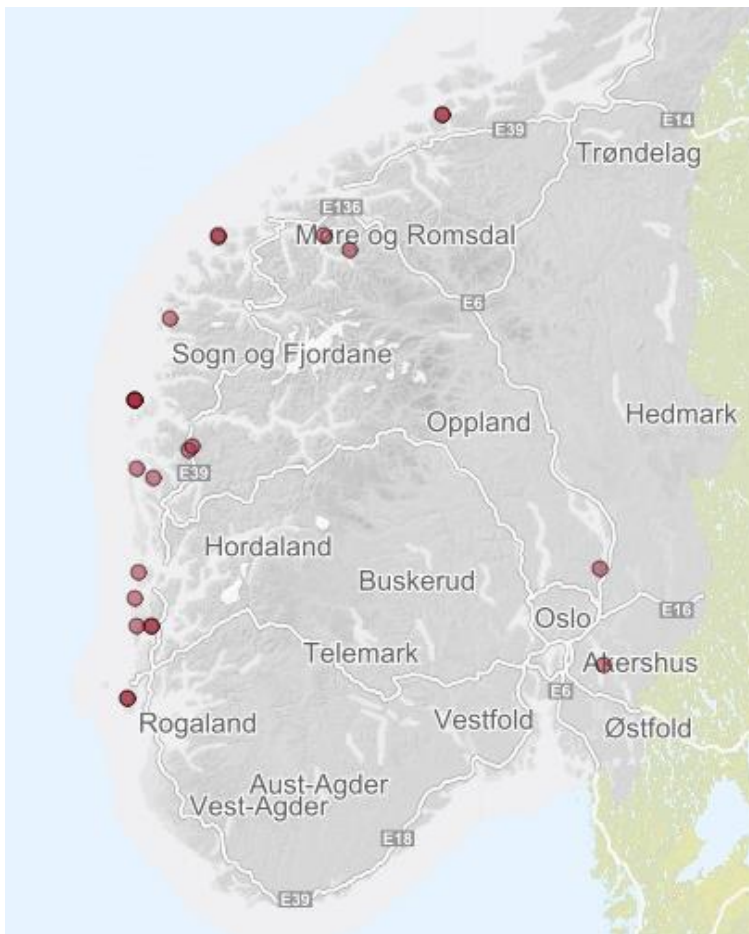 E14
E39
Trøndelag
E136
Møre og Romsdal
E6
Sogn og Fjordane
Hedmark
Oppland
E39
Hordaland
Buskerud
E16
Oslo
Telemark
Akershus
E6
Vestfold
Rogaland
Østfold
Aust-Agder
Vest-Agder
E18
E39